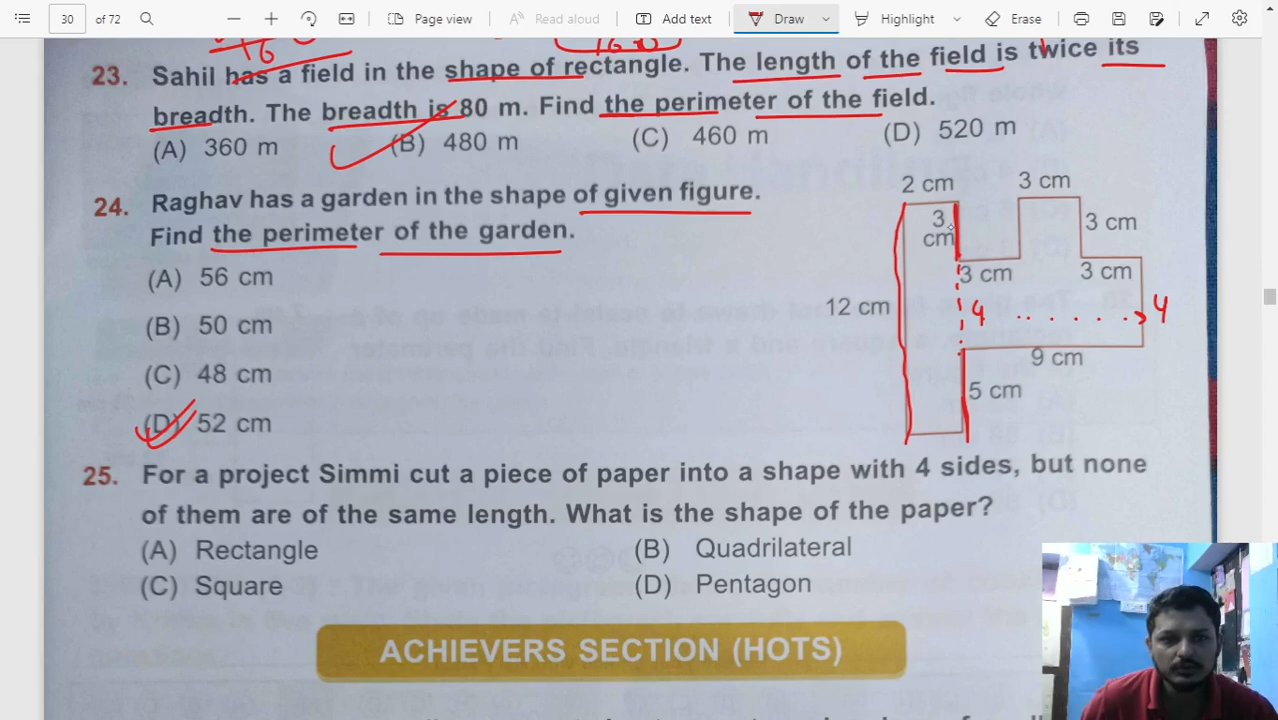 30 of 72
Page view
Read aloud
Add text
Draw
Highlight
Erase
16
23. Sahil has a field in the shape of rectangle. The length of the field is twice its
breadth. The breadth is 80 m. Find the perimeter of the field.
(A) 360 m (B) 480 m (C) 460 m (D) 520 m
24. Raghav has a garden in the shape of given figure.
Find the perimeter of the garden.
(A) 56 cm
(B) 50 cm
(C) 48 cm
(D) 52 cm
2 cm
3 cm
3
cm
3 cm
3 cm
3 cm
12 cm
4
4
9 cm
5 cm
25. For a project Simmi cut a piece of paper into a shape with 4 sides, but none
of them are of the same length. What is the shape of the paper?
(A) Rectangle (B) Quadrilateral
(C) Square (D) Pentagon
ACHIEVERS SECTION (HOTS)